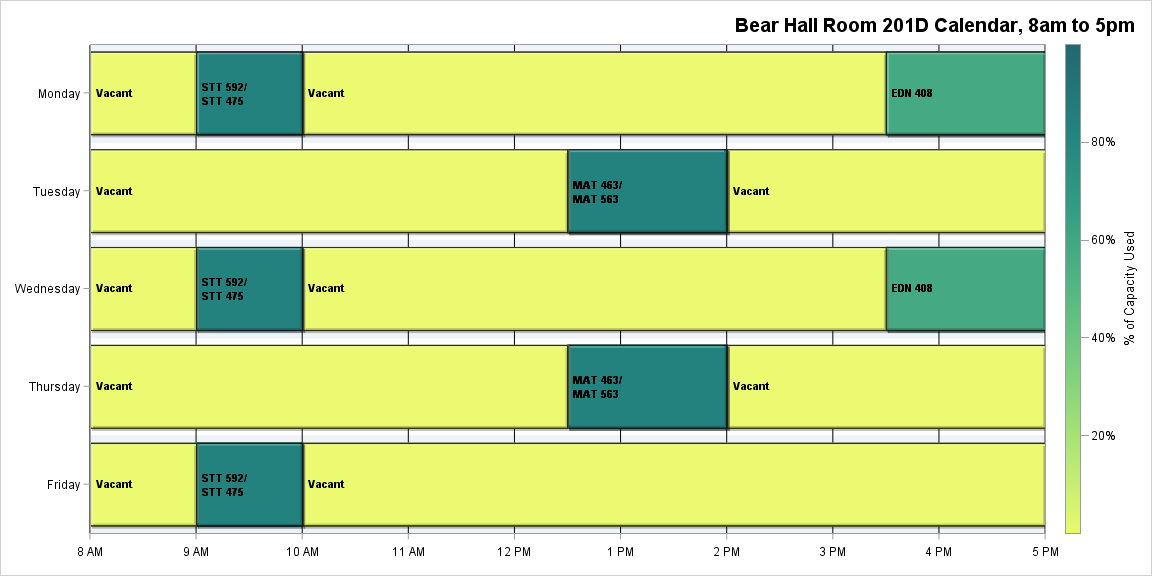 Bear Hall Room 201D Calendar, 8am to 5pm
Monday
Vacant
STT 592/
STT 475
Vacant
EDN 408
Tuesday
Vacant
MAT 463/
MAT 563
Vacant
Wednesday
Vacant
STT 592/
STT 475
Vacant
EDN 408
Thursday
Vacant
MAT 463/
MAT 563
Vacant
Friday
Vacant
STT 592/
STT 475
Vacant
8 AM
9 AM
10 AM
11 AM
12 PM
1 PM
2 PM
3 PM
4 PM
5 PM
80%
60%
40%
20%
% of Capacity Used